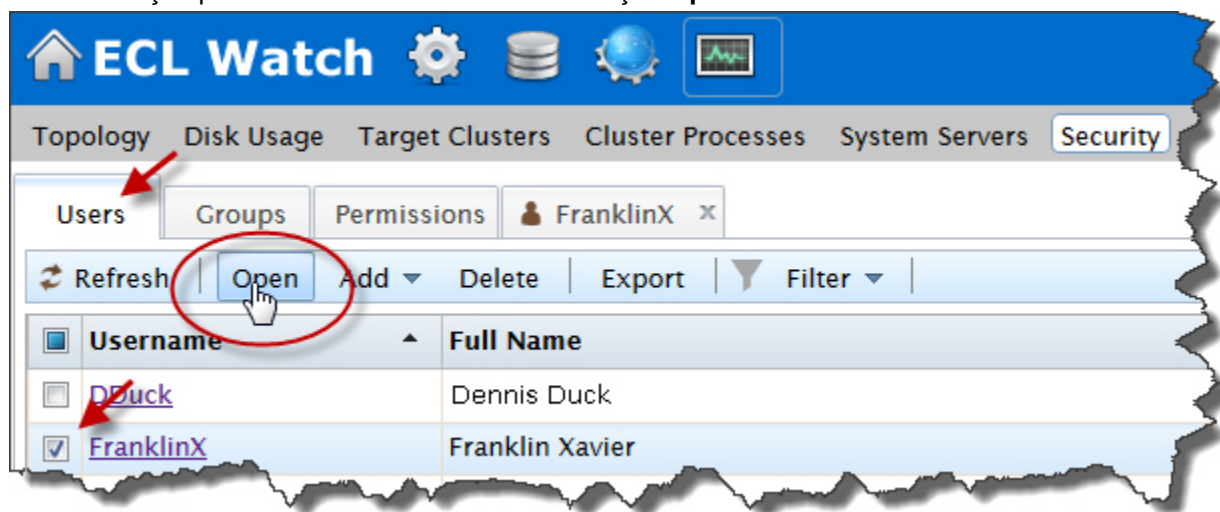 ECL Watch
Topology Disk Usage Target Clusters Cluster Processes System Servers Security
Users Groups Permissions FranklinX x
Refresh Open Add Delete Export Filter
Username Full Name
DDuck Dennis Duck
FranklinX Franklin Xavier